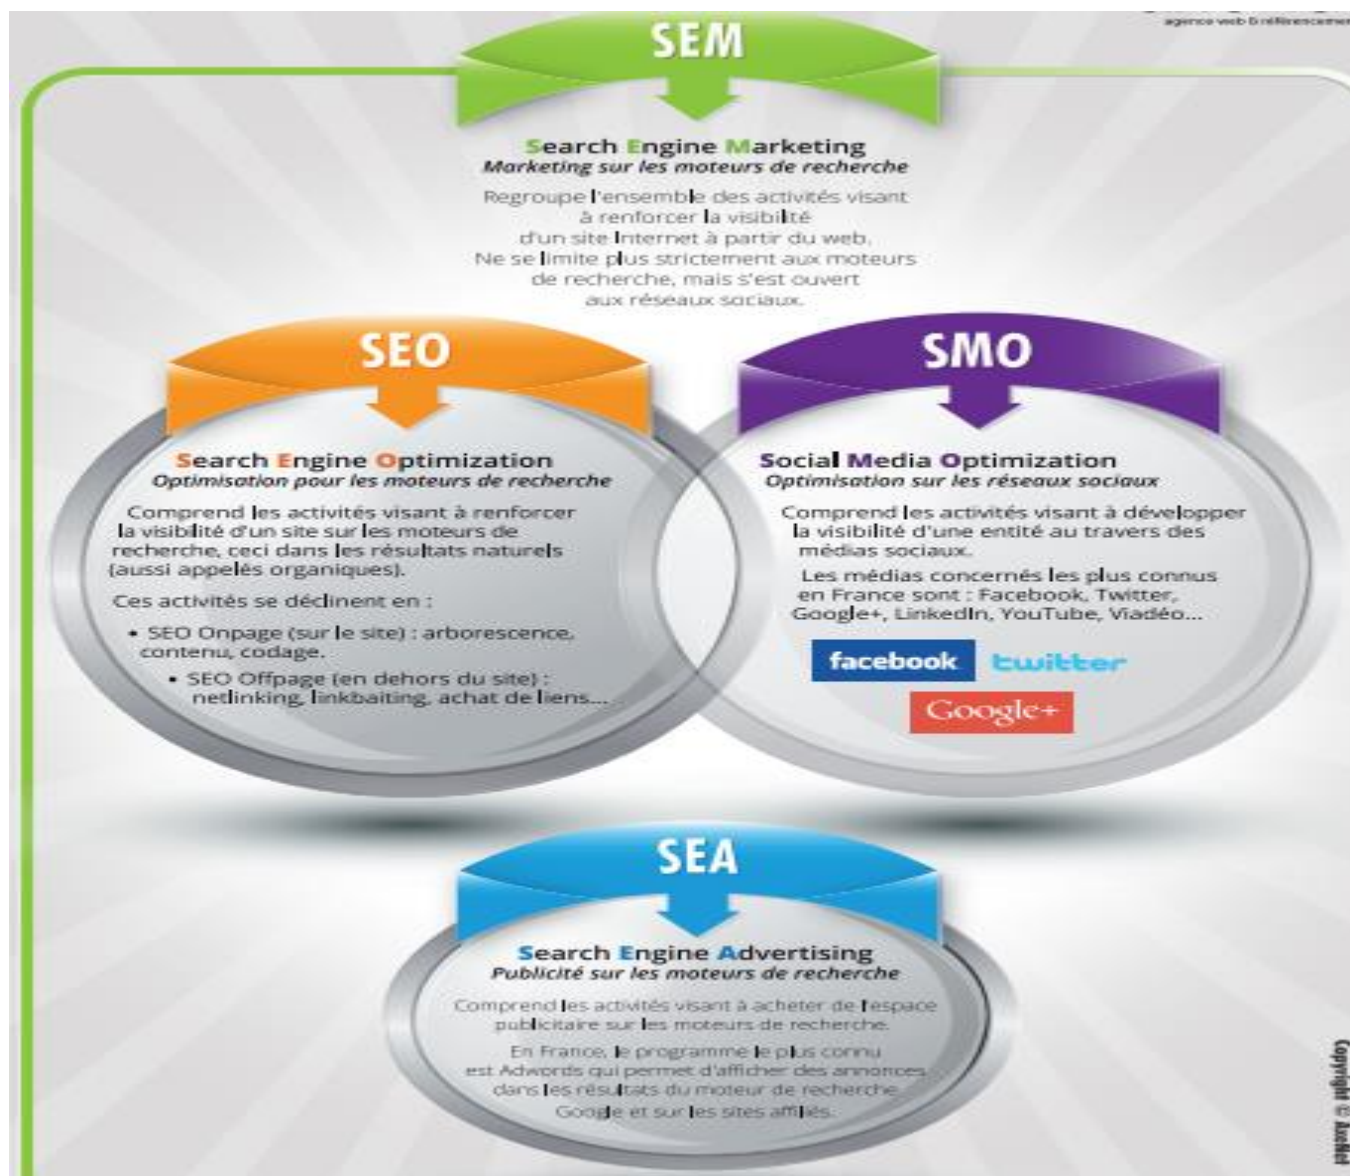 agence web & référencement
SEM
Search Engine Marketing
Marketing sur les moteurs de recherche
Regroupe l'ensemble des activités visant
à renforcer la visibilité
d'un site Internet à partir du web.
Ne se limite plus strictement aux moteurs
de recherche, mais s'est ouvert
aux réseaux sociaux.
SEO
Search Engine Optimization
Optimisation pour les moteurs de recherche
Comprend les activités visant à renforcer
la visibilité d'un site sur les moteurs de
recherche, ceci dans les résultats naturels
(aussi appelés organiques).
Ces activités se déclinent en :
• SEO Onpage (sur le site) : arborescence,
contenu, codage.
• SEO Offpage (en dehors du site) :
netlinking, linkbaiting, achat de liens...
SMO
Social Media Optimization
Optimisation sur les réseaux sociaux
Comprend les activités visant à développer
la visibilité d'une entité au travers des
médias sociaux.
Les médias concernés les plus connus
en France sont : Facebook, Twitter,
Google+, LinkedIn, YouTube, Viadéo...
facebook
twitter
Google+
SEA
Search Engine Advertising
Publicité sur les moteurs de recherche
Comprend les activités visant à acheter de l'espace
publicitaire sur les moteurs de recherche.
En France, le programme le plus connu
est Adwords qui permet d'afficher des annonces
dans les résultats du moteur de recherche
Google et sur les sites affiliés.
Copyright © AxeNet